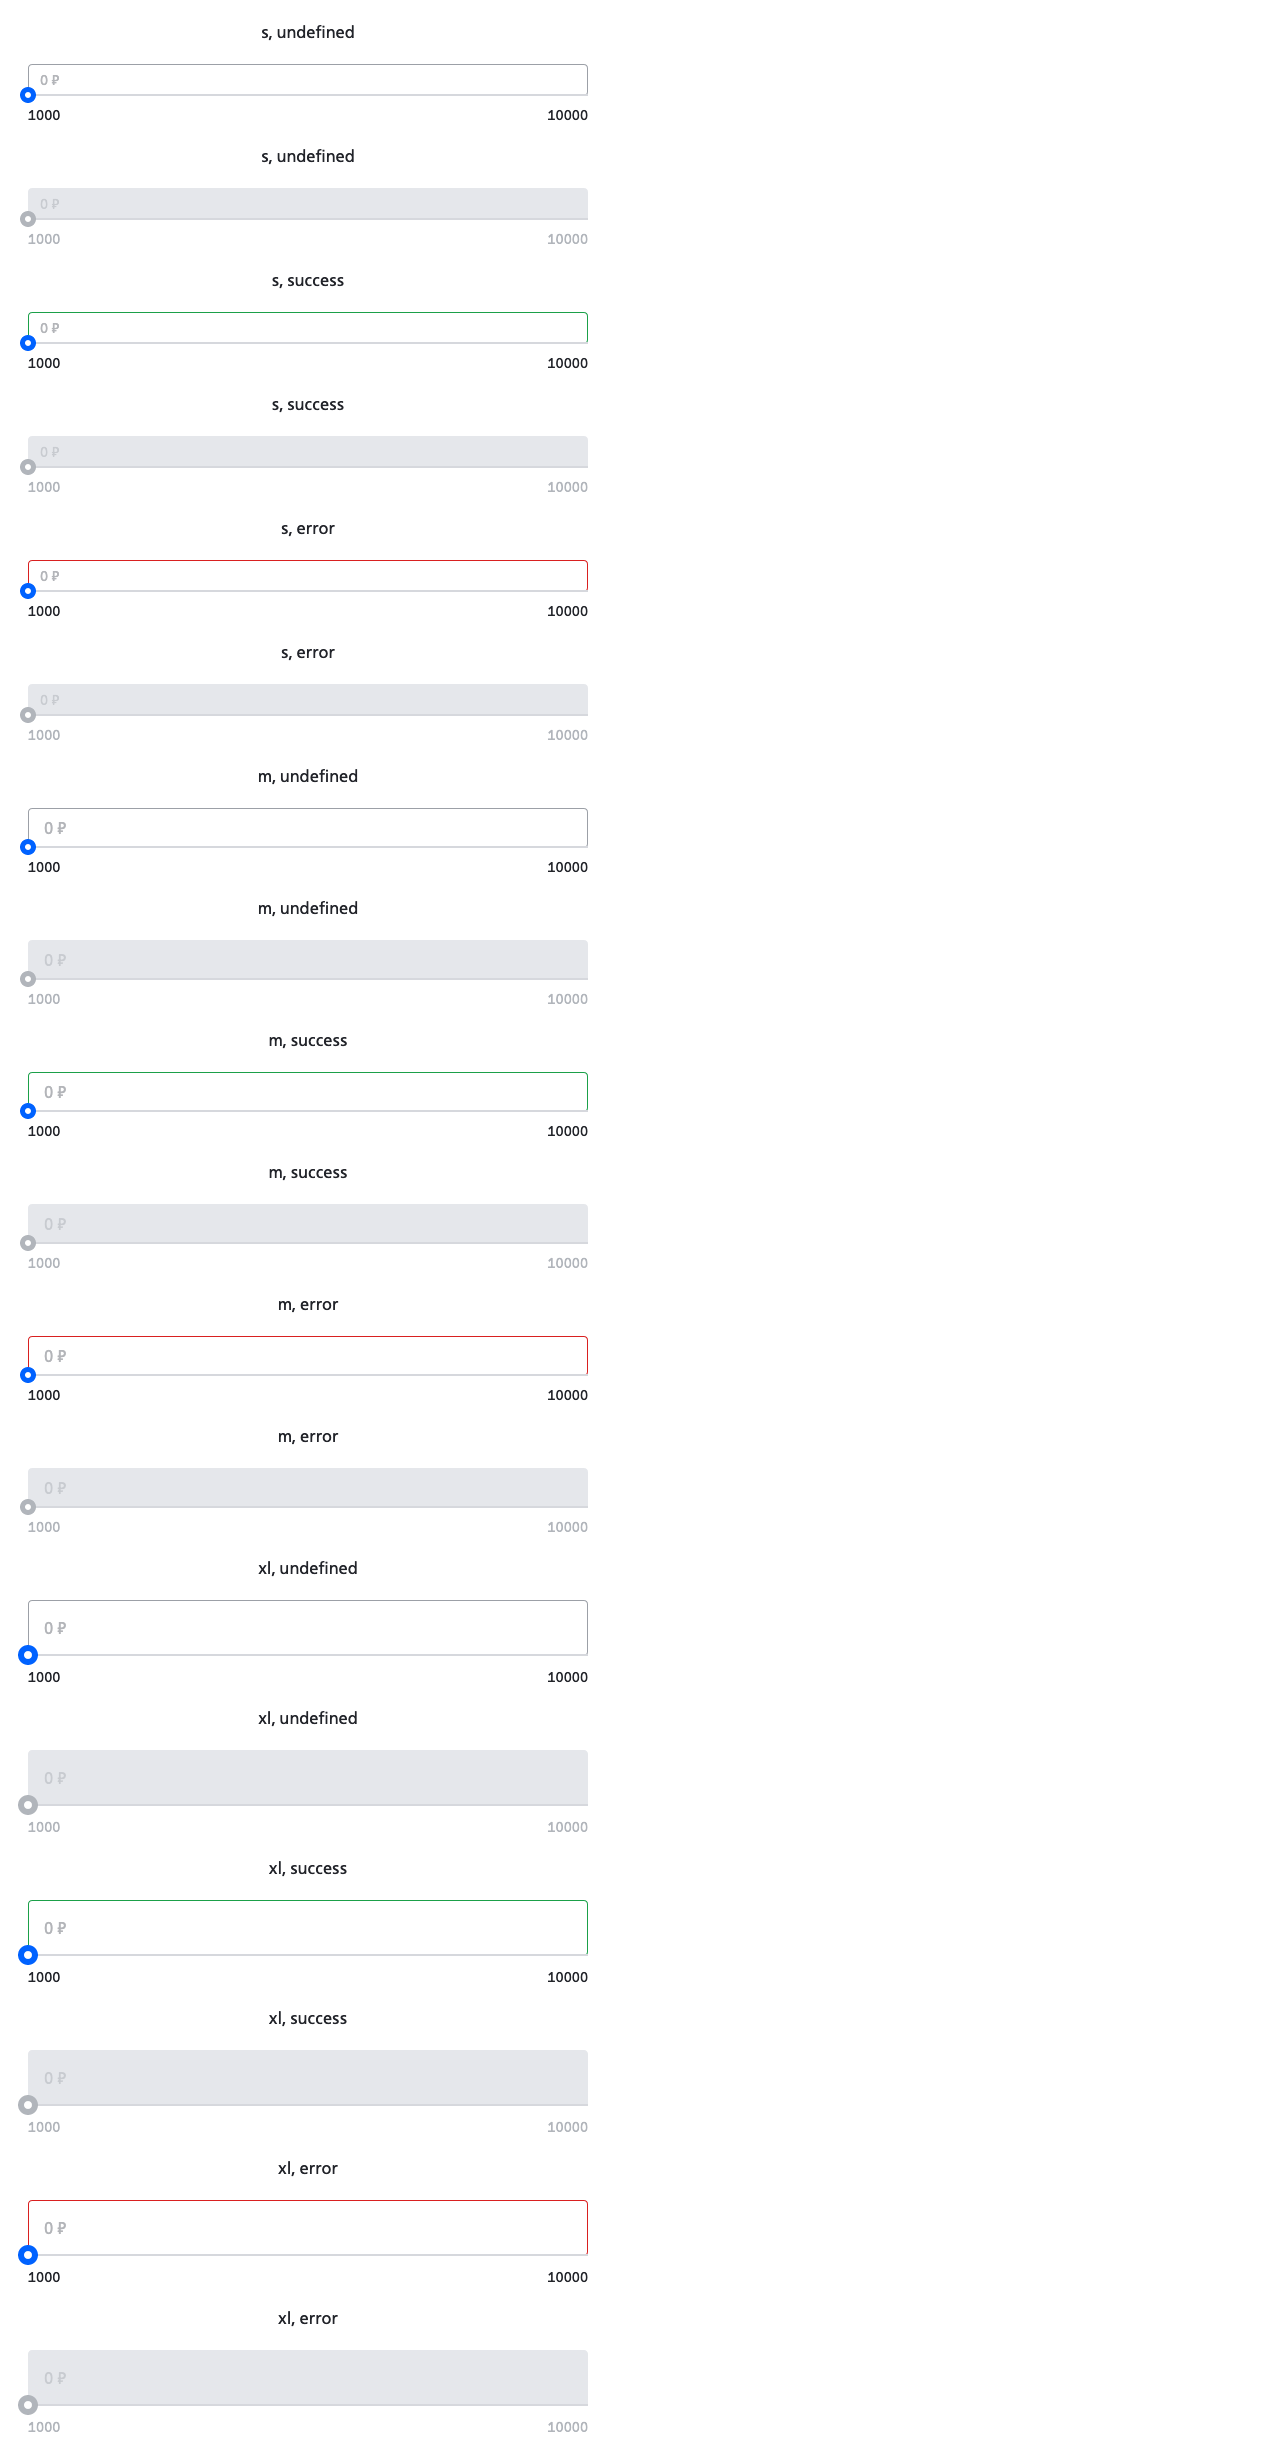 s, undefined
0 ₽
1000 10000
s, undefined
0 ₽
1000 10000
s, success
0 ₽
1000 10000
s, success
0 ₽
1000 10000
s, error
0 ₽
1000 10000
s, error
0 ₽
1000 10000
m, undefined
0 ₽
1000 10000
m, undefined
0 ₽
1000 10000
m, success
0 ₽
1000 10000
m, success
0 ₽
1000 10000
m, error
0 ₽
1000 10000
m, error
0 ₽
1000 10000
xl, undefined
0 ₽
1000 10000
xl, undefined
0 ₽
1000 10000
xl, success
0 ₽
1000 10000
xl, success
0 ₽
1000 10000
xl, error
0 ₽
1000 10000
xl, error
0 ₽
1000 10000